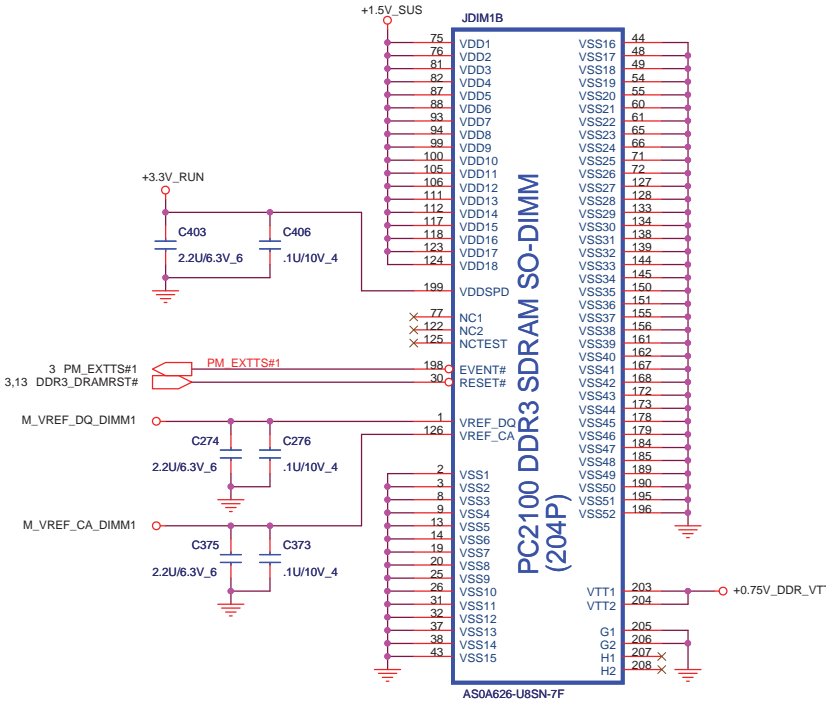 +1.5V_SUS
JDIM1B
75 VDD1 VSS16 44
76 VDD2 VSS17 48
81 VDD3 VSS18 49
82 VDD4 VSS19 54
87 VDD5 VSS20 55
88 VDD6 VSS21 60
93 VDD7 VSS22 61
94 VDD8 VSS23 65
99 VDD9 VSS24 66
100 VDD10 VSS25 71
105 VDD11 VSS26 72
106 VDD12 VSS27 127
111 VDD13 VSS28 128
112 VDD14 VSS29 133
117 VDD15 VSS30 134
118 VDD16 VSS31 138
123 VDD17 VSS32 139
124 VDD18 VSS33 144
VSS34 145
199 VDDSPD VSS35 150
VSS36 151
77 NC1 VSS37 155
122 NC2 VSS38 156
125 NCTEST VSS39 161
VSS40 162
198 EVENT# VSS41 167
30 RESET# VSS42 168
VSS43 172
VSS44 173
1 VREF_DQ VSS45 178
126 VREF_CA VSS46 179
VSS47 184
VSS48 185
2 VSS1 VSS49 189
3 VSS2 VSS50 190
8 VSS3 VSS51 195
9 VSS4 VSS52 196
13 VSS5
14 VSS6
19 VSS7
20 VSS8
25 VSS9
26 VSS10 VTT1 203
31 VSS11 VTT2 204
32 VSS12
37 VSS13 G1 205
38 VSS14 G2 206
43 VSS15 H1 207
H2 208
PC2100 DDR3 SDRAM SO-DIMM
(204P)
AS0A626-U8SN-7F
+3.3V_RUN
C403
2.2U/6.3V_6
C406
.1U/10V_4
3 PM_EXTTS#1
PM_EXTTS#1
3,13 DDR3_DRAMRST#
M_VREF_DQ_DIMM1
C274
2.2U/6.3V_6
C276
.1U/10V_4
M_VREF_CA_DIMM1
C375
2.2U/6.3V_6
C373
.1U/10V_4
+0.75V_DDR_VTT